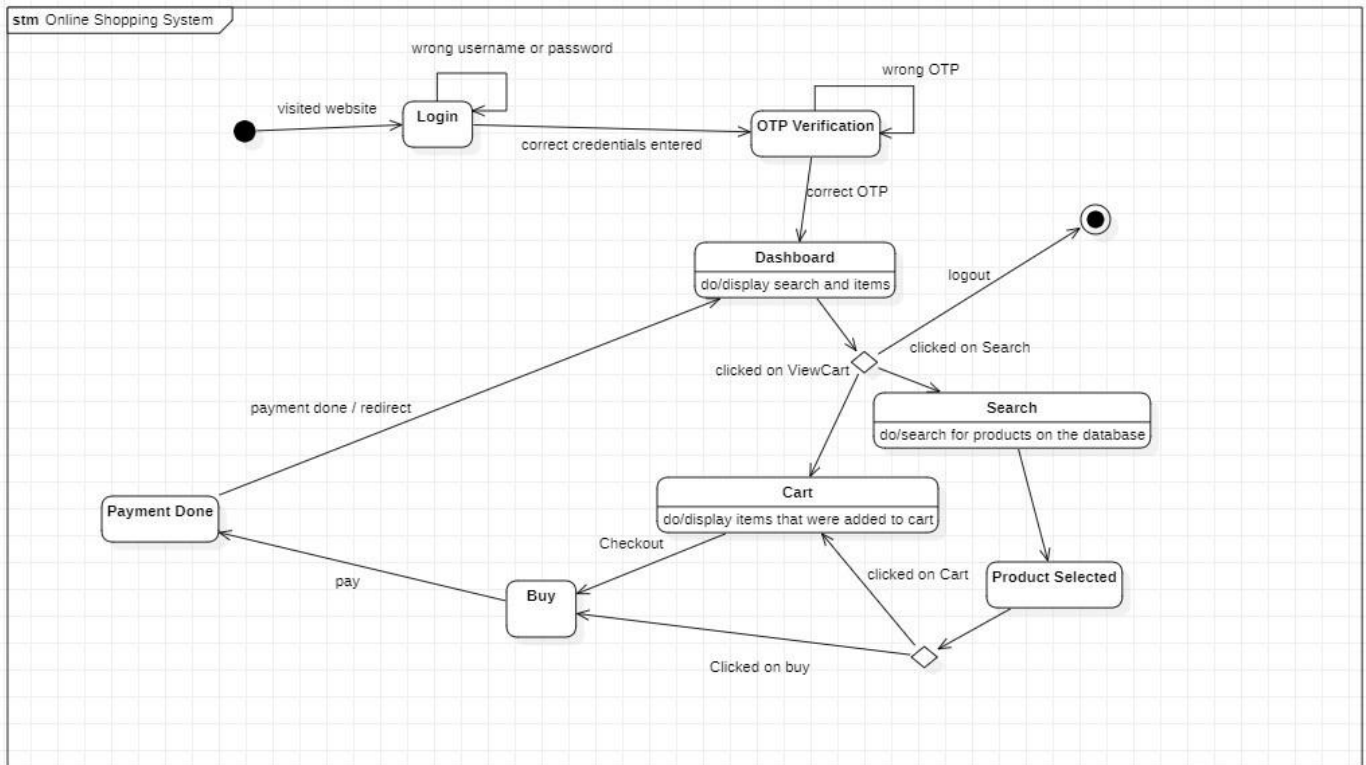 stm Online Shopping System
wrong username or password
wrong OTP
visited website
Login
OTP Verification
correct credentials entered
correct OTP
Dashboard
do/display search and items
logout
clicked on Search
clicked on ViewCart
payment done / redirect
Search
do/search for products on the database
Cart
do/display items that were added to cart
Payment Done
Checkout
clicked on Cart
Product Selected
pay
Buy
Clicked on buy